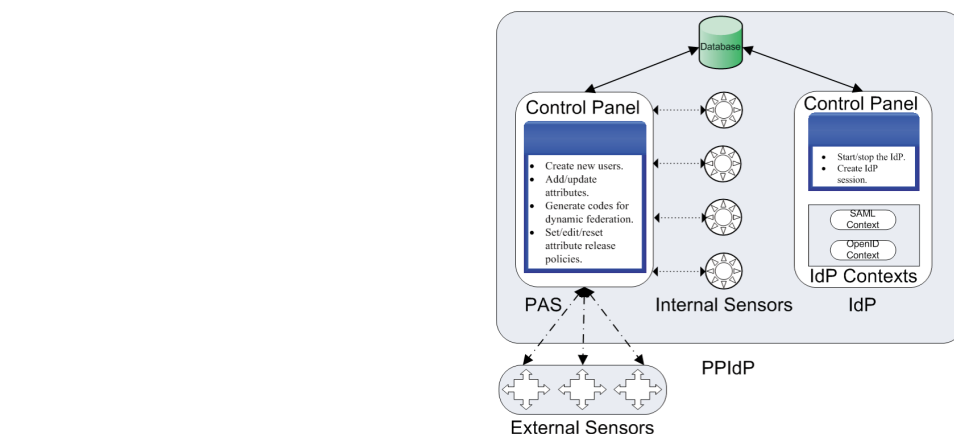 Database
Control Panel
• Create new users.
• Add/update
attributes.
• Generate codes for
dynamic federation.
• Set/edit/reset
attribute release
policies.
PAS
Internal Sensors
Control Panel
• Start/stop the IdP.
• Create IdP
session.
SAML
Context
OpenID
Context
IdP Contexts
IdP
PPIdP
External Sensors